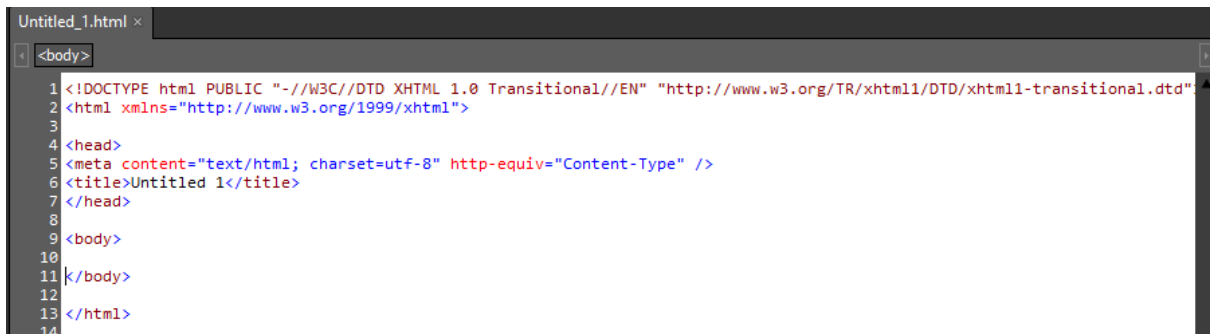 Untitled_1.html ×
<body>
1 <!DOCTYPE html PUBLIC "-//W3C//DTD XHTML 1.0 Transitional//EN" "http://www.w3.org/TR/xhtml1/DTD/xhtml1-transitional.dtd"
2 <html xmlns="http://www.w3.org/1999/xhtml">
3
4 <head>
5 <meta content="text/html; charset=utf-8" http-equiv="Content-Type" />
6 <title>Untitled 1</title>
7 </head>
8
9 <body>
10
11 </body>
12
13 </html>
14